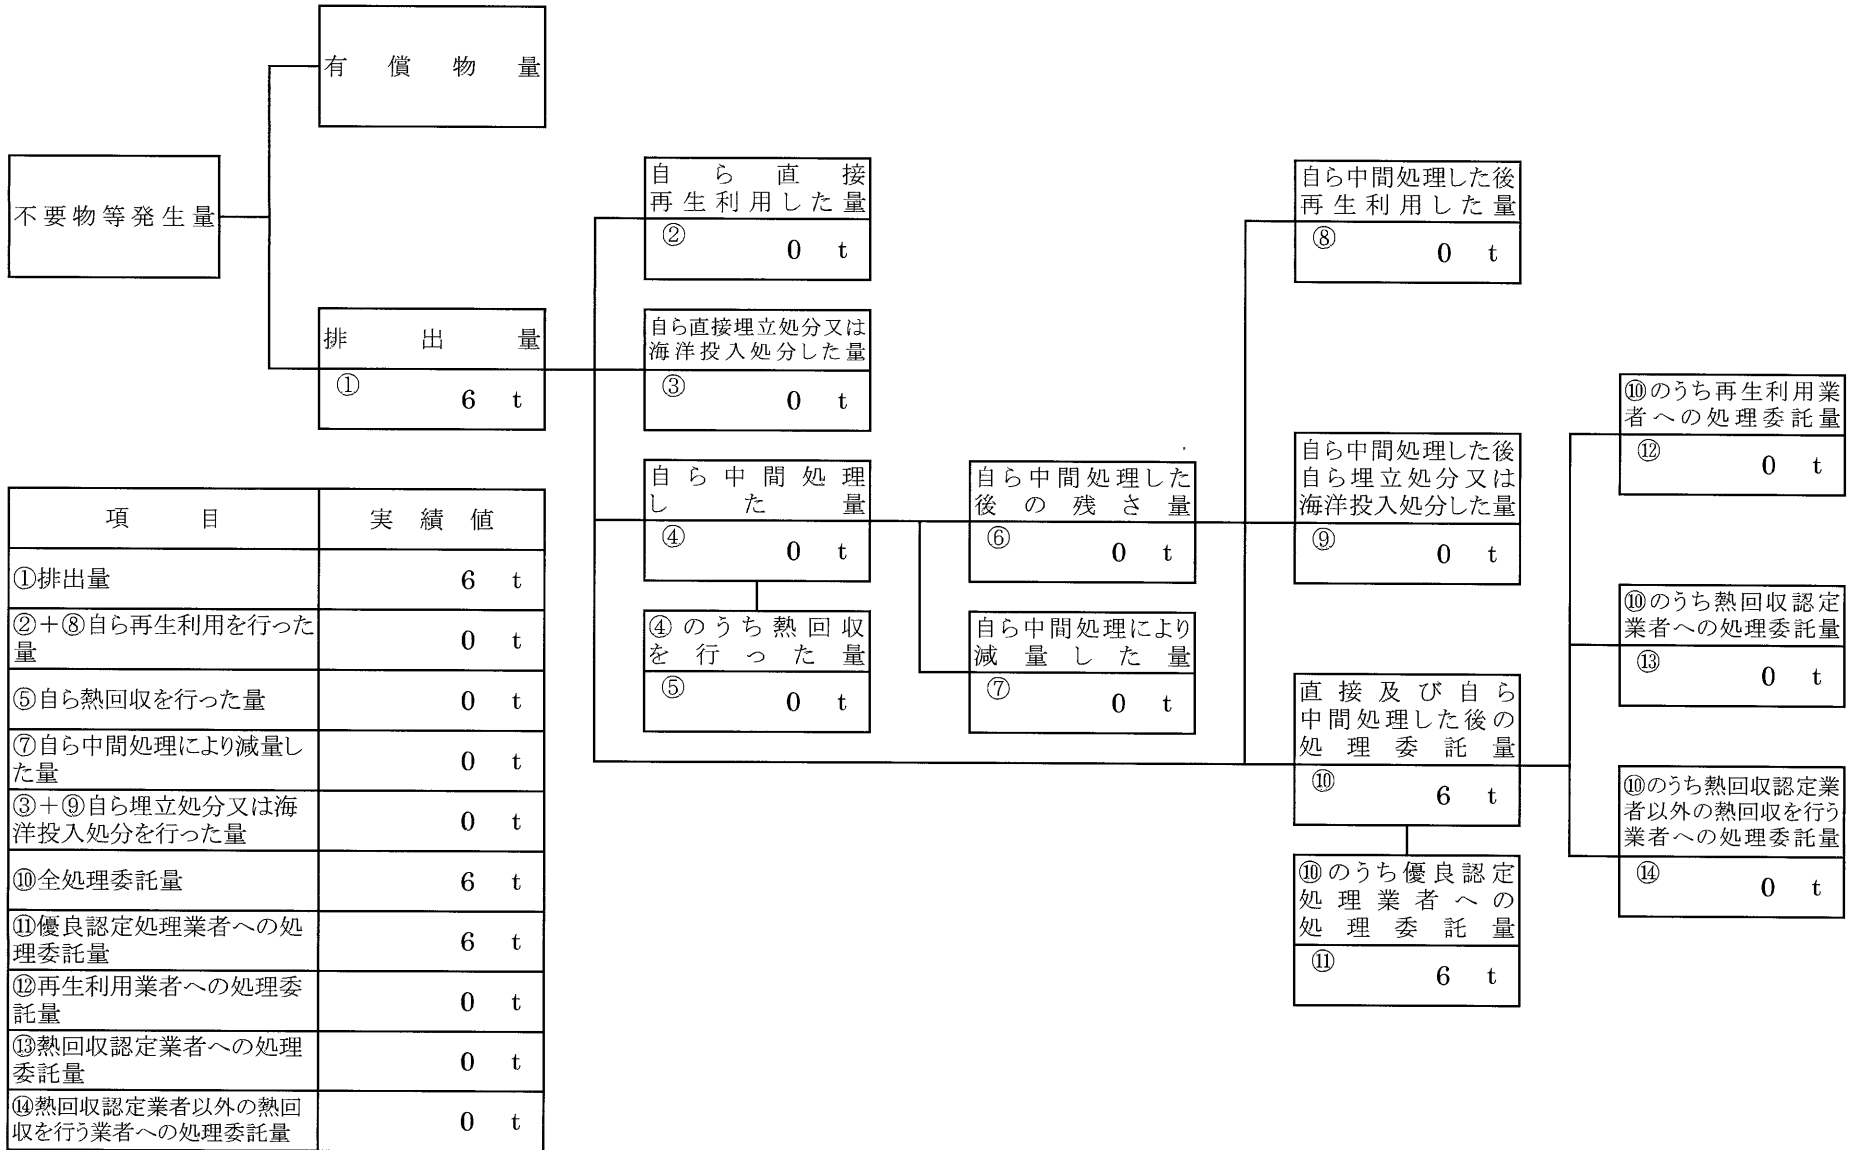 有償物量
不要物等発生量
排出量
① 6 t
自ら直接
再生利用した量
② 0 t
自ら直接埋立処分又は
海洋投入処分した量
③ 0 t
自ら中間処理
した量
④ 0 t
④のうち熱回収
を行った量
⑤ 0 t
自ら中間処理した
後の残さ量
⑥ 0 t
自ら中間処理により
減量した量
⑦ 0 t
自ら中間処理した後
再生利用した量
⑧ 0 t
自ら中間処理した後
自ら埋立処分又は
海洋投入処分した量
⑨ 0 t
直接及び自ら
中間処理した後の
処理委託量
⑩ 6 t
⑩のうち優良認定
処理業者への
処理委託量
⑪ 6 t
⑩のうち再生利用業
者への処理委託量
⑫ 0 t
⑩のうち熱回収認定
業者への処理委託量
⑬ 0 t
⑩のうち熱回収認定業
者以外の熱回収を行う
業者への処理委託量
⑭ 0 t
項目 実績値
①排出量 6 t
②+⑧自ら再生利用を行った
量 0 t
⑤自ら熱回収を行った量 0 t
⑦自ら中間処理により減量し
た量 0 t
③+⑨自ら埋立処分又は海
洋投入処分を行った量 0 t
⑩全処理委託量 6 t
⑪優良認定処理業者への処
理委託量 6 t
⑫再生利用業者への処理委
託量 0 t
⑬熱回収認定業者への処理
委託量 0 t
⑭熱回収認定業者以外の熱回
収を行う業者への処理委託量 0 t